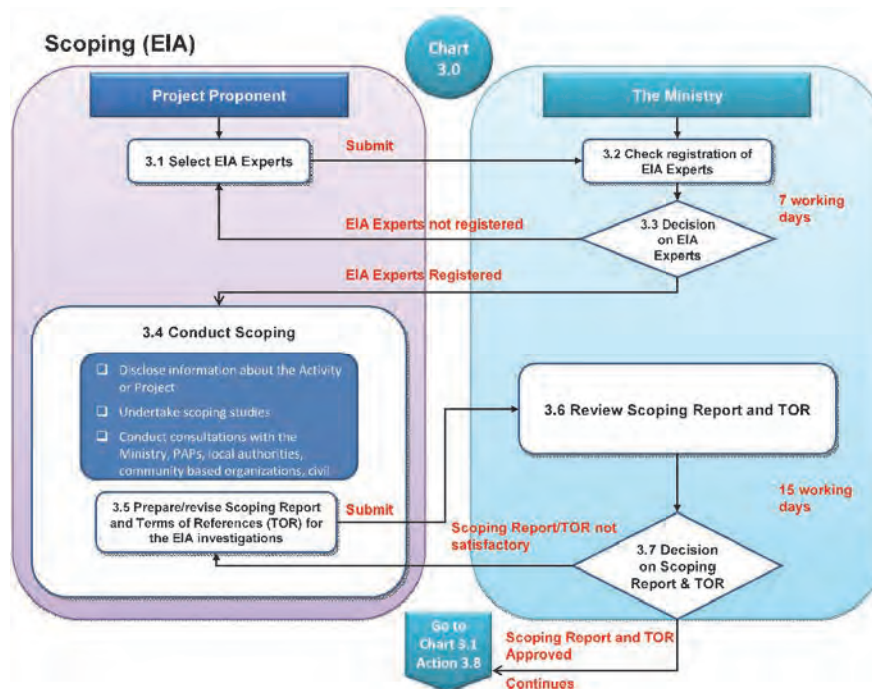 Scoping (EIA)
Chart
3.0
Project Proponent
The Ministry
3.1 Select EIA Experts
Submit
3.2 Check registration of
EIA Experts
7 working
days
EIA Experts not registered
3.3 Decision
on EIA
Experts
EIA Experts Registered
3.4 Conduct Scoping
Disclose information about the Activity
or Project
Undertake scoping studies
Conduct consultations with the
Ministry, PAPs, local authorities,
community based organizations, civil
3.6 Review Scoping Report and TOR
3.5 Prepare/revise Scoping Report
and Terms of References (TOR) for
the EIA investigations
Submit
15 working
days
Scoping Report/TOR not
satisfactory
3.7 Decision
on Scoping
Report & TOR
Go to
Chart 3.1
Action 3.8
Scoping Report and TOR
Approved
Continues